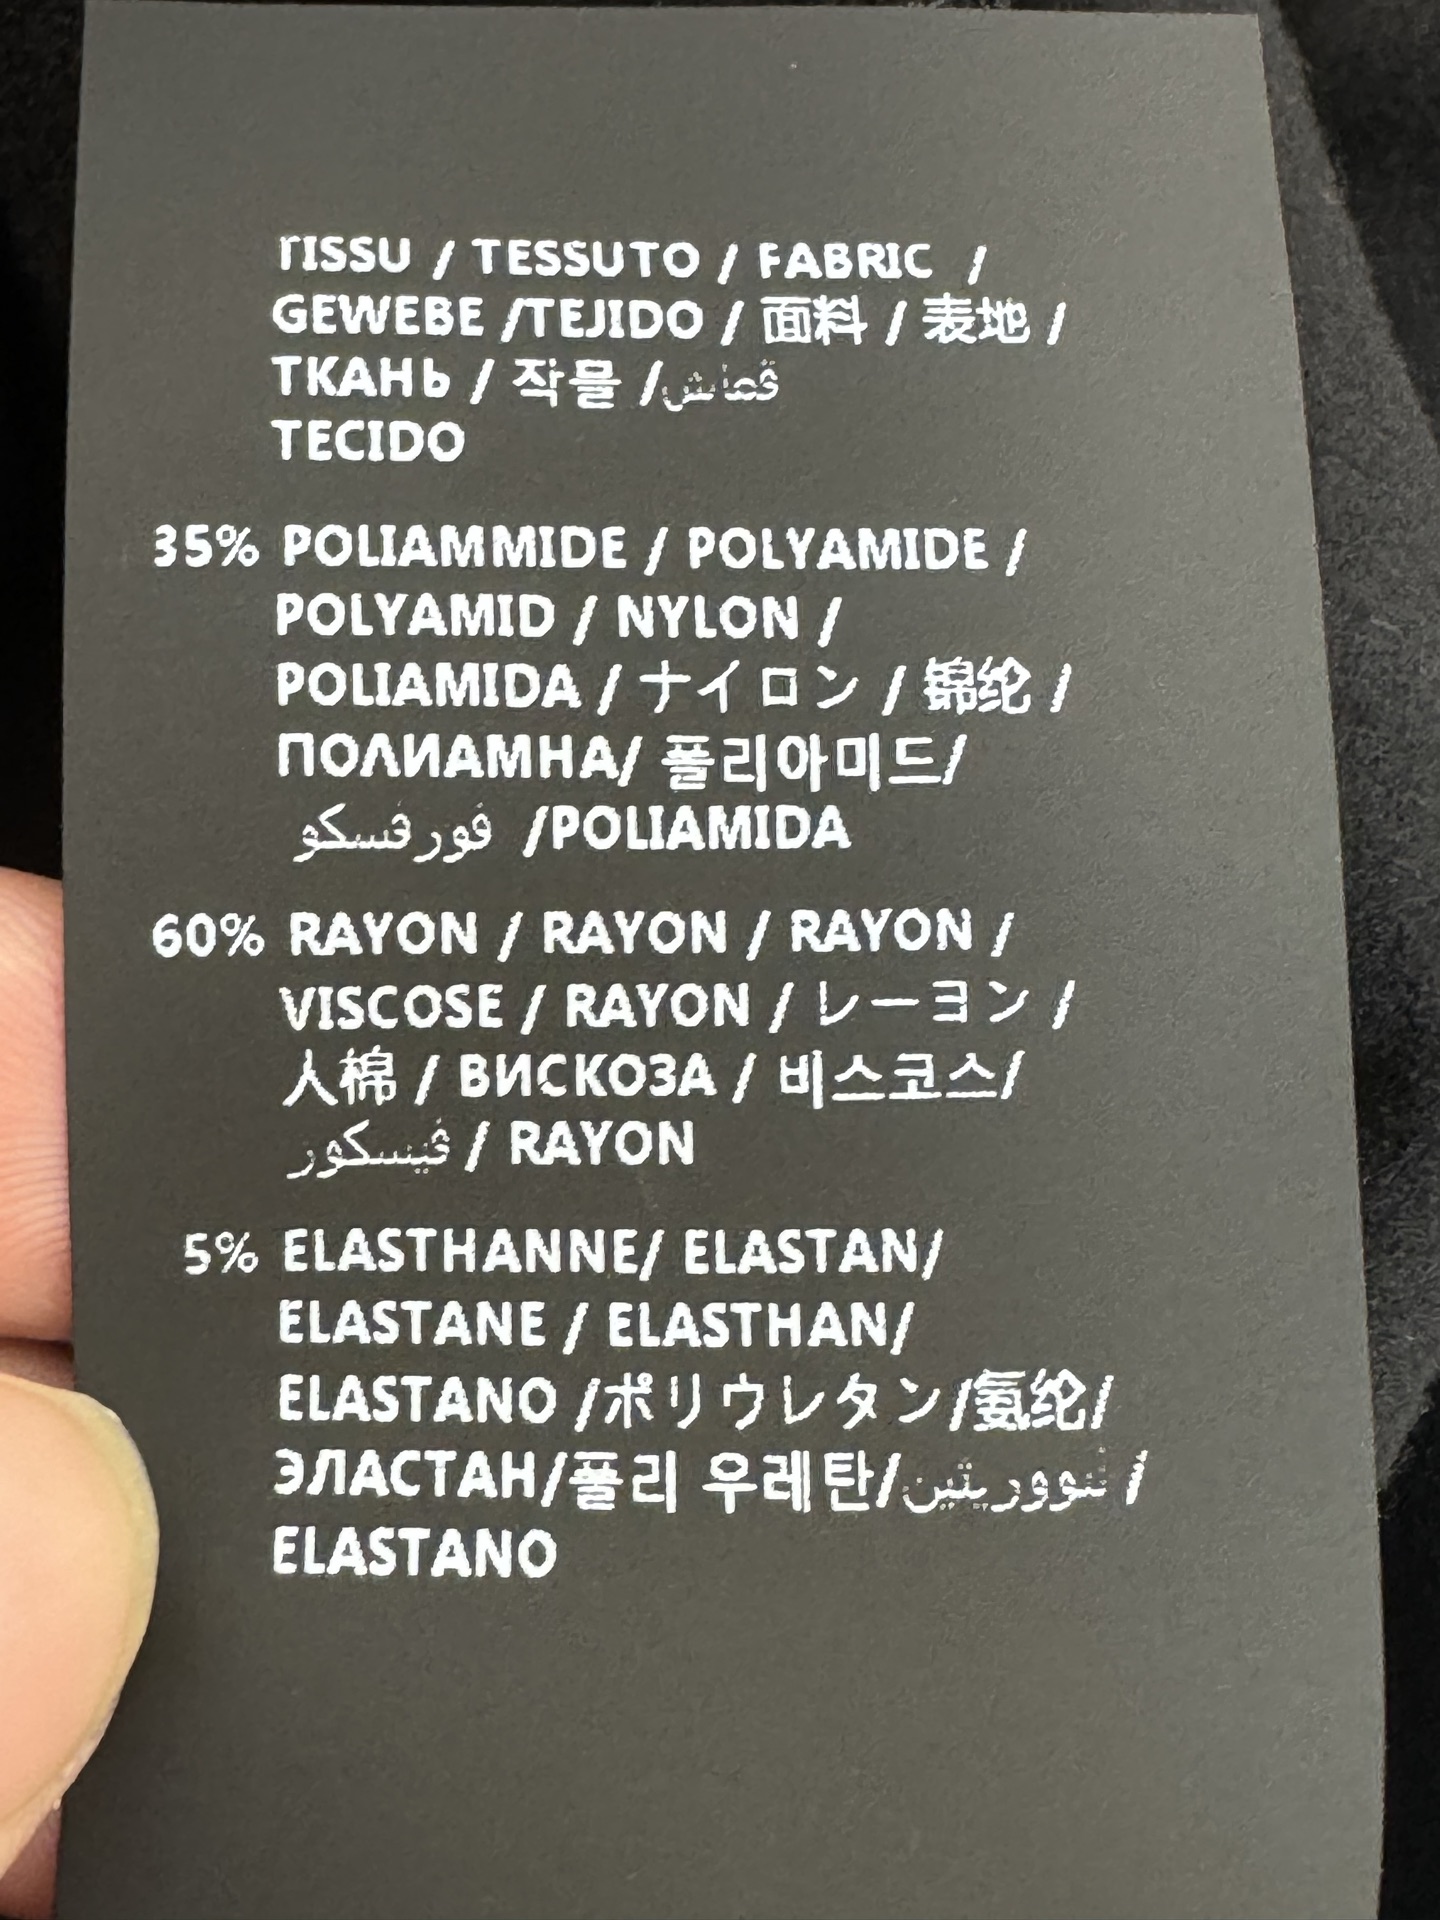 TISSU / TESSUTO / FABRIC /
GEWEBE /TEJIDO / 面料 / 表地 /
ТКАНЬ / 작물 /قماش
TECIDO
35% POLIAMMIDE / POLYAMIDE /
POLYAMID / NYLON /
POLIAMIDA / ナイロン / 锦纶 /
ПОЛИАМНА/ 폴리아미드/
فورفسكو /POLIAMIDA
60% RAYON / RAYON / RAYON /
VISCOSE / RAYON / レーヨン /
人棉 / ВИСКОЗА / 비스코스/
ڤيسكوز / RAYON
5% ELASTHANNE/ ELASTAN/
ELASTANE / ELASTHAN/
ELASTANO /ポリウレタン/氨纶/
ЭЛАСТАН/폴리 우레탄/ /
ELASTANO